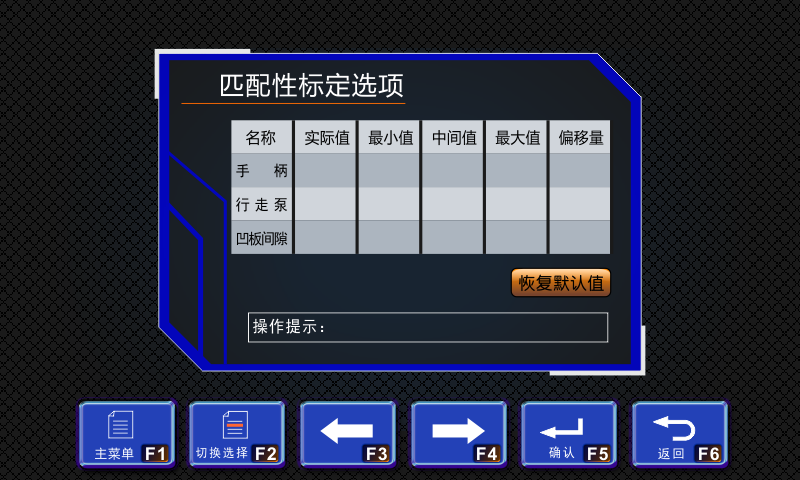 匹配性标定选项
名称 实际值 最小值 中间值 最大值 偏移量
手 柄
行 走 泵
凹板间隙
恢复默认值
操作提示：
主菜单 F1 切换选择 F2 F3 F4 确认 F5 返回 F6